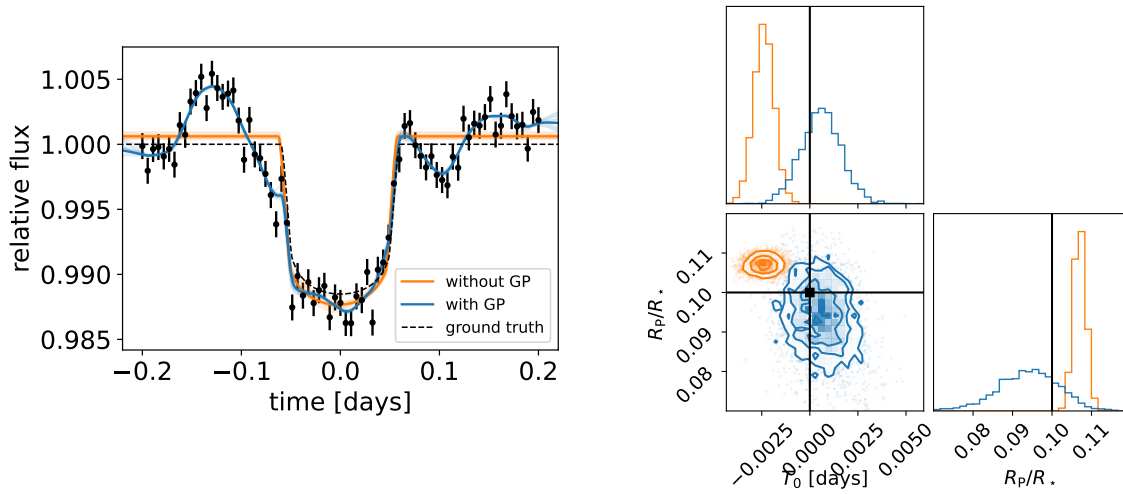 relative flux
1.005
1.000
0.995
0.990
0.985
without GP
with GP
ground truth
−0.2 −0.1 0.0 0.1 0.2
time [days]
R_P/R⋆
0.11
0.10
0.09
0.08
−0.0025 0.0000 0.0025 0.0050
T_0 [days]
0.08 0.09 0.10 0.11
R_P/R⋆